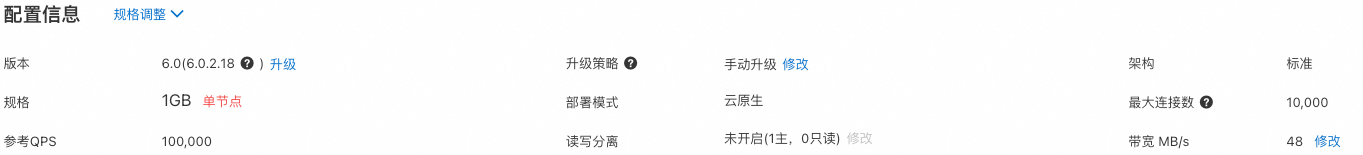 配置信息 规格调整
版本 6.0(6.0.2.18 ? ) 升级 升级策略 ? 手动升级 修改 架构 标准
规格 1GB 单节点 部署模式 云原生 最大连接数 ? 10,000
参考QPS 100,000 读写分离 未开启(1主，0只读) 修改 带宽 MB/s 48 修改